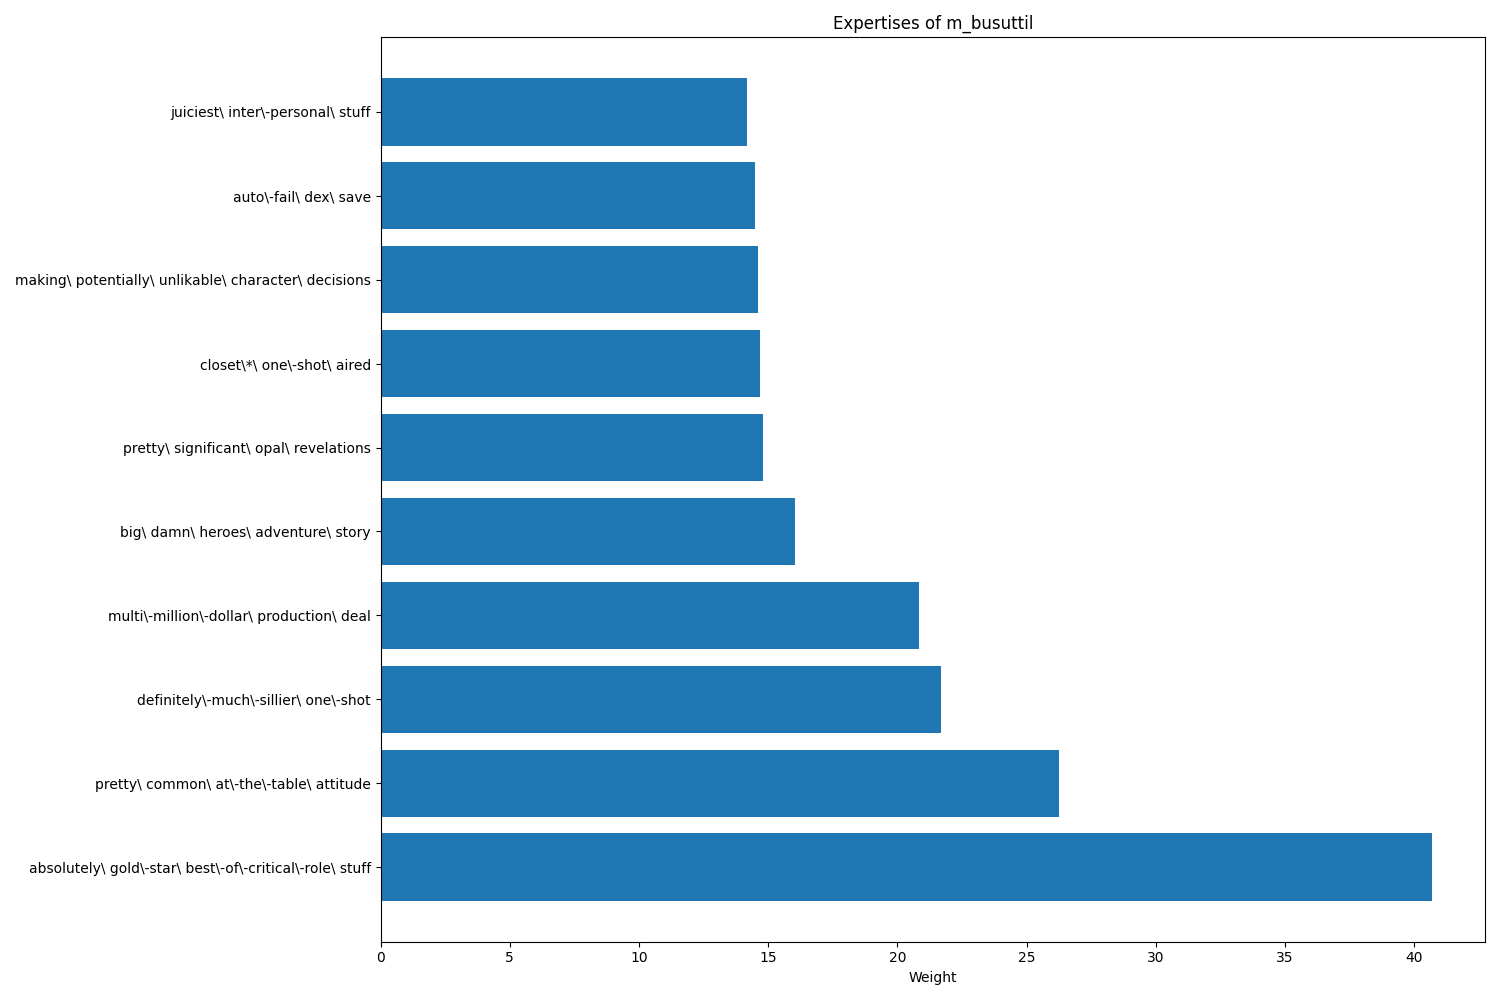 Expertises of m_busuttil
juiciest\ inter\-personal\ stuff
auto\-fail\ dex\ save
making\ potentially\ unlikable\ character\ decisions
closet\*\ one\-shot\ aired
pretty\ significant\ opal\ revelations
big\ damn\ heroes\ adventure\ story
multi\-million\-dollar\ production\ deal
definitely\-much\-sillier\ one\-shot
pretty\ common\ at\-the\-table\ attitude
absolutely\ gold\-star\ best\-of\-critical\-role\ stuff
0 5 10 15 20 25 30 35 40
Weight